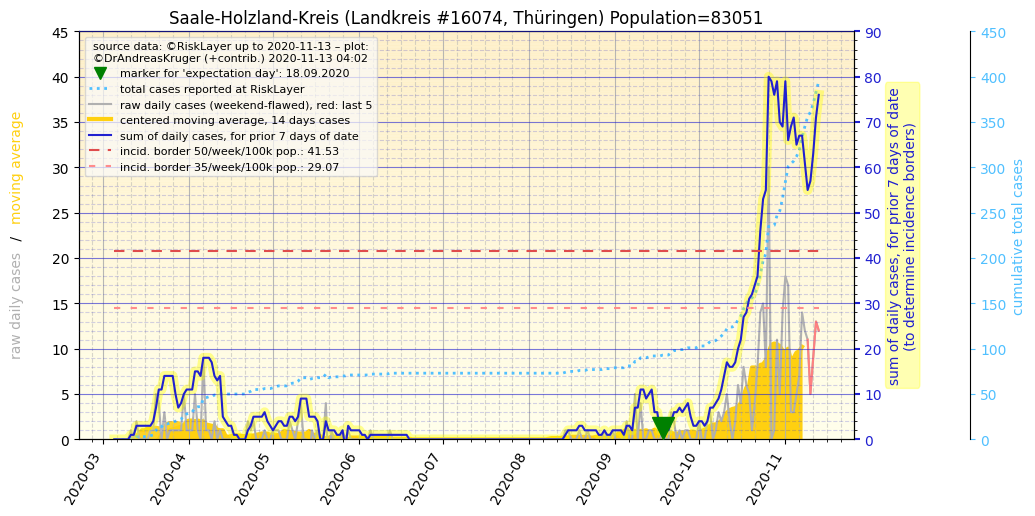 Saale-Holzland-Kreis (Landkreis #16074, Thüringen) Population=83051
source data: ©RiskLayer up to 2020-11-13 – plot:
©DrAndreasKruger (+contrib.) 2020-11-13 04:02
marker for 'expectation day': 18.09.2020
total cases reported at RiskLayer
raw daily cases (weekend-flawed), red: last 5
centered moving average, 14 days cases
sum of daily cases, for prior 7 days of date
incid. border 50/week/100k pop.: 41.53
incid. border 35/week/100k pop.: 29.07
raw daily cases / moving average
45
40
35
30
25
20
15
10
5
0
2020-03
2020-04
2020-05
2020-06
2020-07
2020-08
2020-09
2020-10
2020-11
90
80
70
60
50
40
30
20
10
0
sum of daily cases, for prior 7 days of date
(to determine incidence borders)
450
400
350
300
250
200
150
100
50
0
cumulative total cases